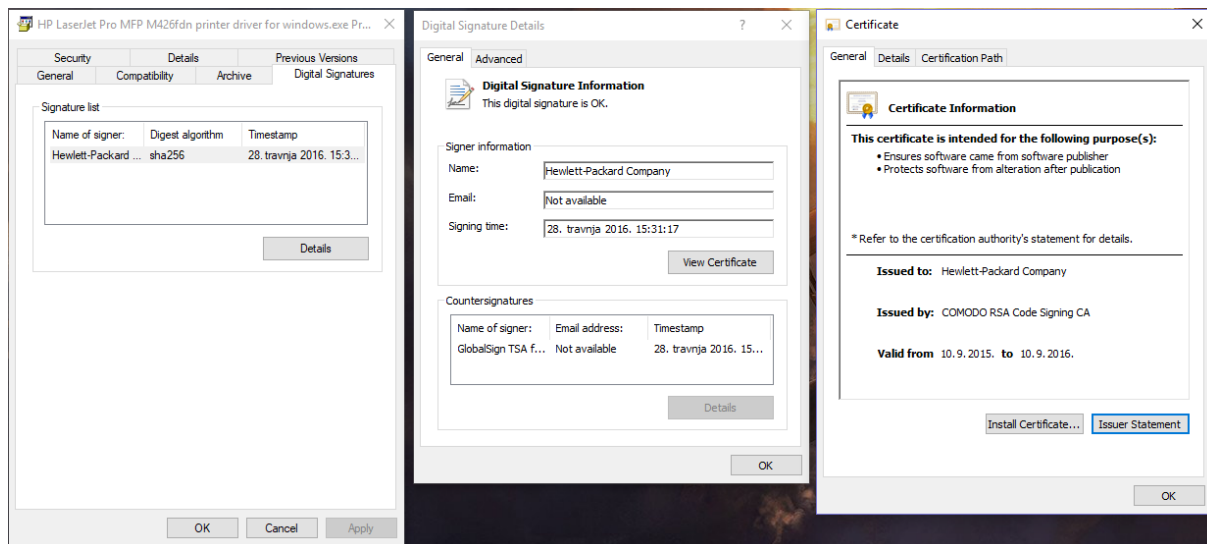 HP LaserJet Pro MFP M426fdn printer driver for windows.exe Pr...
Security Details Previous Versions
General Compatibility Archive Digital Signatures
Signature list
Name of signer: Digest algorithm Timestamp
Hewlett-Packard ... sha256 28. travnja 2016. 15:3...
Details
OK Cancel Apply
Digital Signature Details ?
General Advanced
Digital Signature Information
This digital signature is OK.
Signer information
Name: Hewlett-Packard Company
Email: Not available
Signing time: 28. travnja 2016. 15:31:17
View Certificate
Countersignatures
Name of signer: Email address: Timestamp
GlobalSign TSA f... Not available 28. travnja 2016. 15...
Details
OK
Certificate
General Details Certification Path
Certificate Information
This certificate is intended for the following purpose(s):
• Ensures software came from software publisher
• Protects software from alteration after publication
* Refer to the certification authority's statement for details.
Issued to: Hewlett-Packard Company
Issued by: COMODO RSA Code Signing CA
Valid from 10.9.2015. to 10.9.2016.
Install Certificate... Issuer Statement
OK